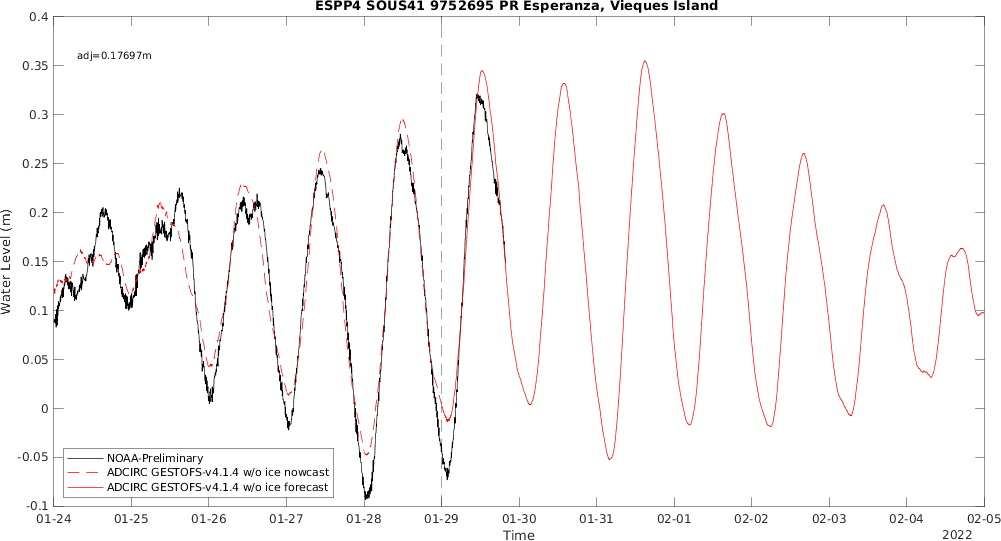 ESPP4 SOUS41 9752695 PR Esperanza, Vieques Island
0.4
adj=0.17697m
0.35
0.3
0.25
0.2
0.15
0.1
0.05
0
-0.05
-0.1
Water Level (m)
NOAA-Preliminary
ADCIRC GESTOFS-v4.1.4 w/o ice nowcast
ADCIRC GESTOFS-v4.1.4 w/o ice forecast
01-24 01-25 01-26 01-27 01-28 01-29 01-30 01-31 02-01 02-02 02-03 02-04 02-05
Time
2022